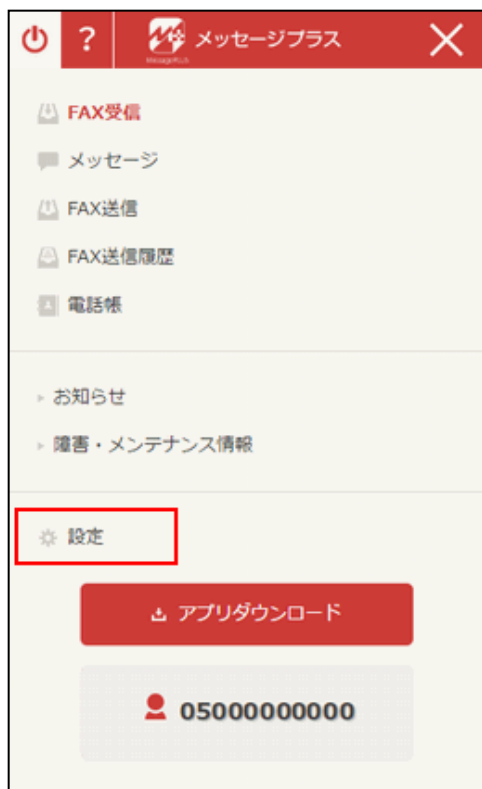 ? メッセージプラス
MessagePlus
FAX受信
メッセージ
FAX送信
FAX送信履歴
電話帳
お知らせ
障害・メンテナンス情報
設定
アプリダウンロード
05000000000